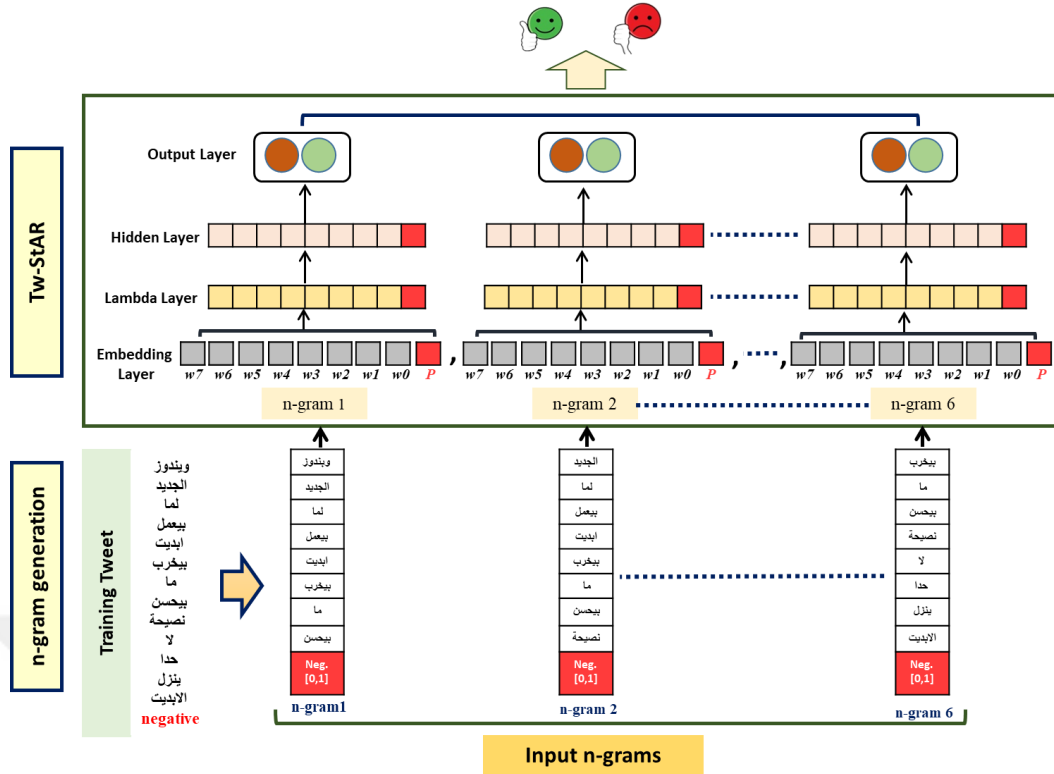 Output Layer
Hidden Layer
Lambda Layer
Embedding
Layer
w7 w6 w5 w4 w3 w2 w1 w0 P , w7 w6 w5 w4 w3 w2 w1 w0 P , , w7 w6 w5 w4 w3 w2 w1 w0 P
n-gram 1 n-gram 2 n-gram 6
Tw-StAR
n-gram generation
Training Tweet
ويندوز
الجديد
لما
بيعمل
ابديت
بيخرب
ما
بيحسن
نصيحة
لا
حدا
ينزل
الابديت
negative
ويندوز
الجديد
لما
بيعمل
ابديت
بيخرب
ما
بيحسن
Neg.
[0,1]
n-gram1
الجديد
لما
بيعمل
ابديت
بيخرب
ما
بيحسن
نصيحة
Neg.
[0,1]
n-gram 2
بيخرب
ما
بيحسن
نصيحة
لا
حدا
ينزل
الابديت
Neg.
[0,1]
n-gram 6
Input n-grams